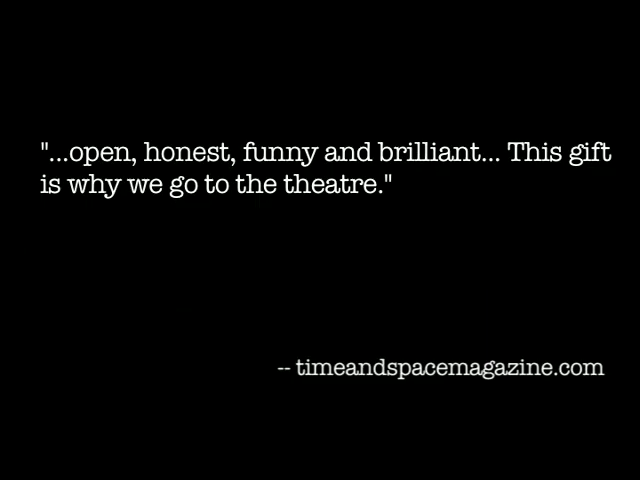 "...open, honest, funny and brilliant... This gift
is why we go to the theatre."
-- timeandspacemagazine.com